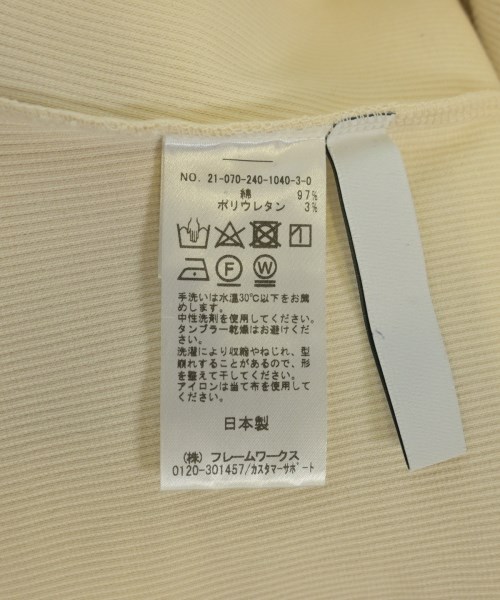 NO. 21-070-240-1040-3-0
綿 97%
ポリウレタン 3%
F W
手洗いは水温30℃以下をお薦
めします。
中性洗剤を使用してください。
タンブラー乾燥はお避けくだ
さい。
洗濯により収縮やねじれ、型
崩れすることがあるので、形
を整えて干してください。
アイロンは当て布を使用して
ください。
日本製
(株) フレームワークス
0120-301457/カスタマーサポート